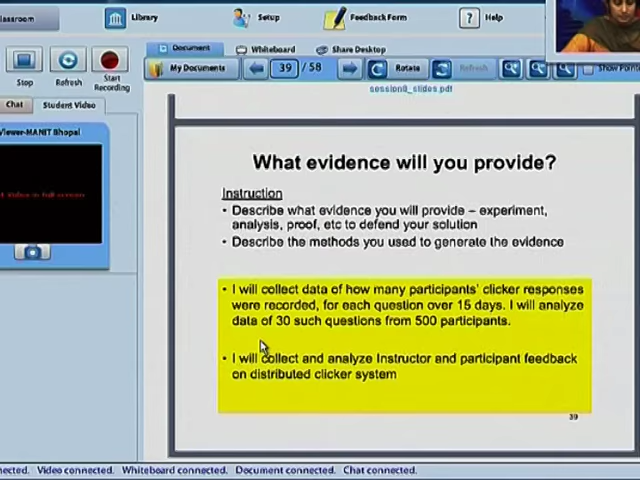 Classroom
Library
Setup
Feedback Form
? Help
Document
Whiteboard
Share Desktop
Stop
Refresh
Start
Recording
My Documents
39 / 58
Rotate
Refresh
Show Pointe
session0_slides.pdf
Chat
Student Video
Viewer-MANIT Bhopal
What evidence will you provide?
Instruction
• Describe what evidence you will provide – experiment,
analysis, proof, etc to defend your solution
• Describe the methods you used to generate the evidence
• I will collect data of how many participants' clicker responses
were recorded, for each question over 15 days. I will analyze
data of 30 such questions from 500 participants.
• I will collect and analyze Instructor and participant feedback
on distributed clicker system
39
nected. Video connected. Whiteboard connected. Document connected. Chat connected.